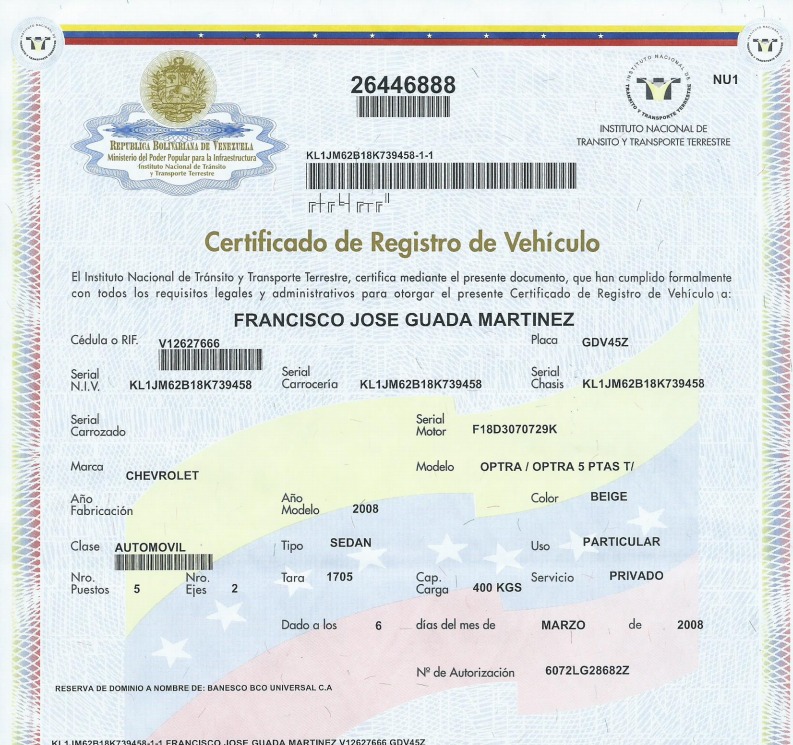 26446888
NU1
REPUBLICA BOLIVARIANA DE VENEZUELA
Ministerio del Poder Popular para la Infraestructura
Instituto Nacional de Tránsito
y Transporte Terrestre
INSTITUTO NACIONAL DE
TRANSITO Y TRANSPORTE TERRESTRE
KL1JM62B18K739458-1-1
Certificado de Registro de Vehículo
El Instituto Nacional de Tránsito y Transporte Terrestre, certifica mediante el presente documento, que han cumplido formalmente
con todos los requisitos legales y administrativos para otorgar el presente Certificado de Registro de Vehículo a:
FRANCISCO JOSE GUADA MARTINEZ
Cédula o RIF. V12627666 Placa GDV45Z
Serial N.I.V. KL1JM62B18K739458 Serial Carrocería KL1JM62B18K739458 Serial Chasis KL1JM62B18K739458
Serial Carrozado Serial Motor F18D3070729K
Marca CHEVROLET Modelo OPTRA / OPTRA 5 PTAS T/
Año Fabricación Año Modelo 2008 Color BEIGE
Clase AUTOMOVIL Tipo SEDAN Uso PARTICULAR
Nro. Puestos 5 Nro. Ejes 2 Tara 1705 Cap. Carga 400 KGS Servicio PRIVADO
Dado a los 6 días del mes de MARZO de 2008
Nº de Autorización 6072LG28682Z
RESERVA DE DOMINIO A NOMBRE DE: BANESCO BCO UNIVERSAL C.A
KL1JM62B18K739458-1-1 FRANCISCO JOSE GUADA MARTINEZ V12627666 GDV45Z